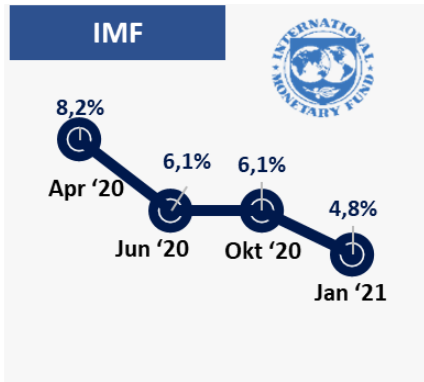 IMF
INTERNATIONAL
MONETARY FUND
8,2%
Apr ‘20
6,1%
Jun ‘20
6,1%
Okt ‘20
4,8%
Jan ‘21